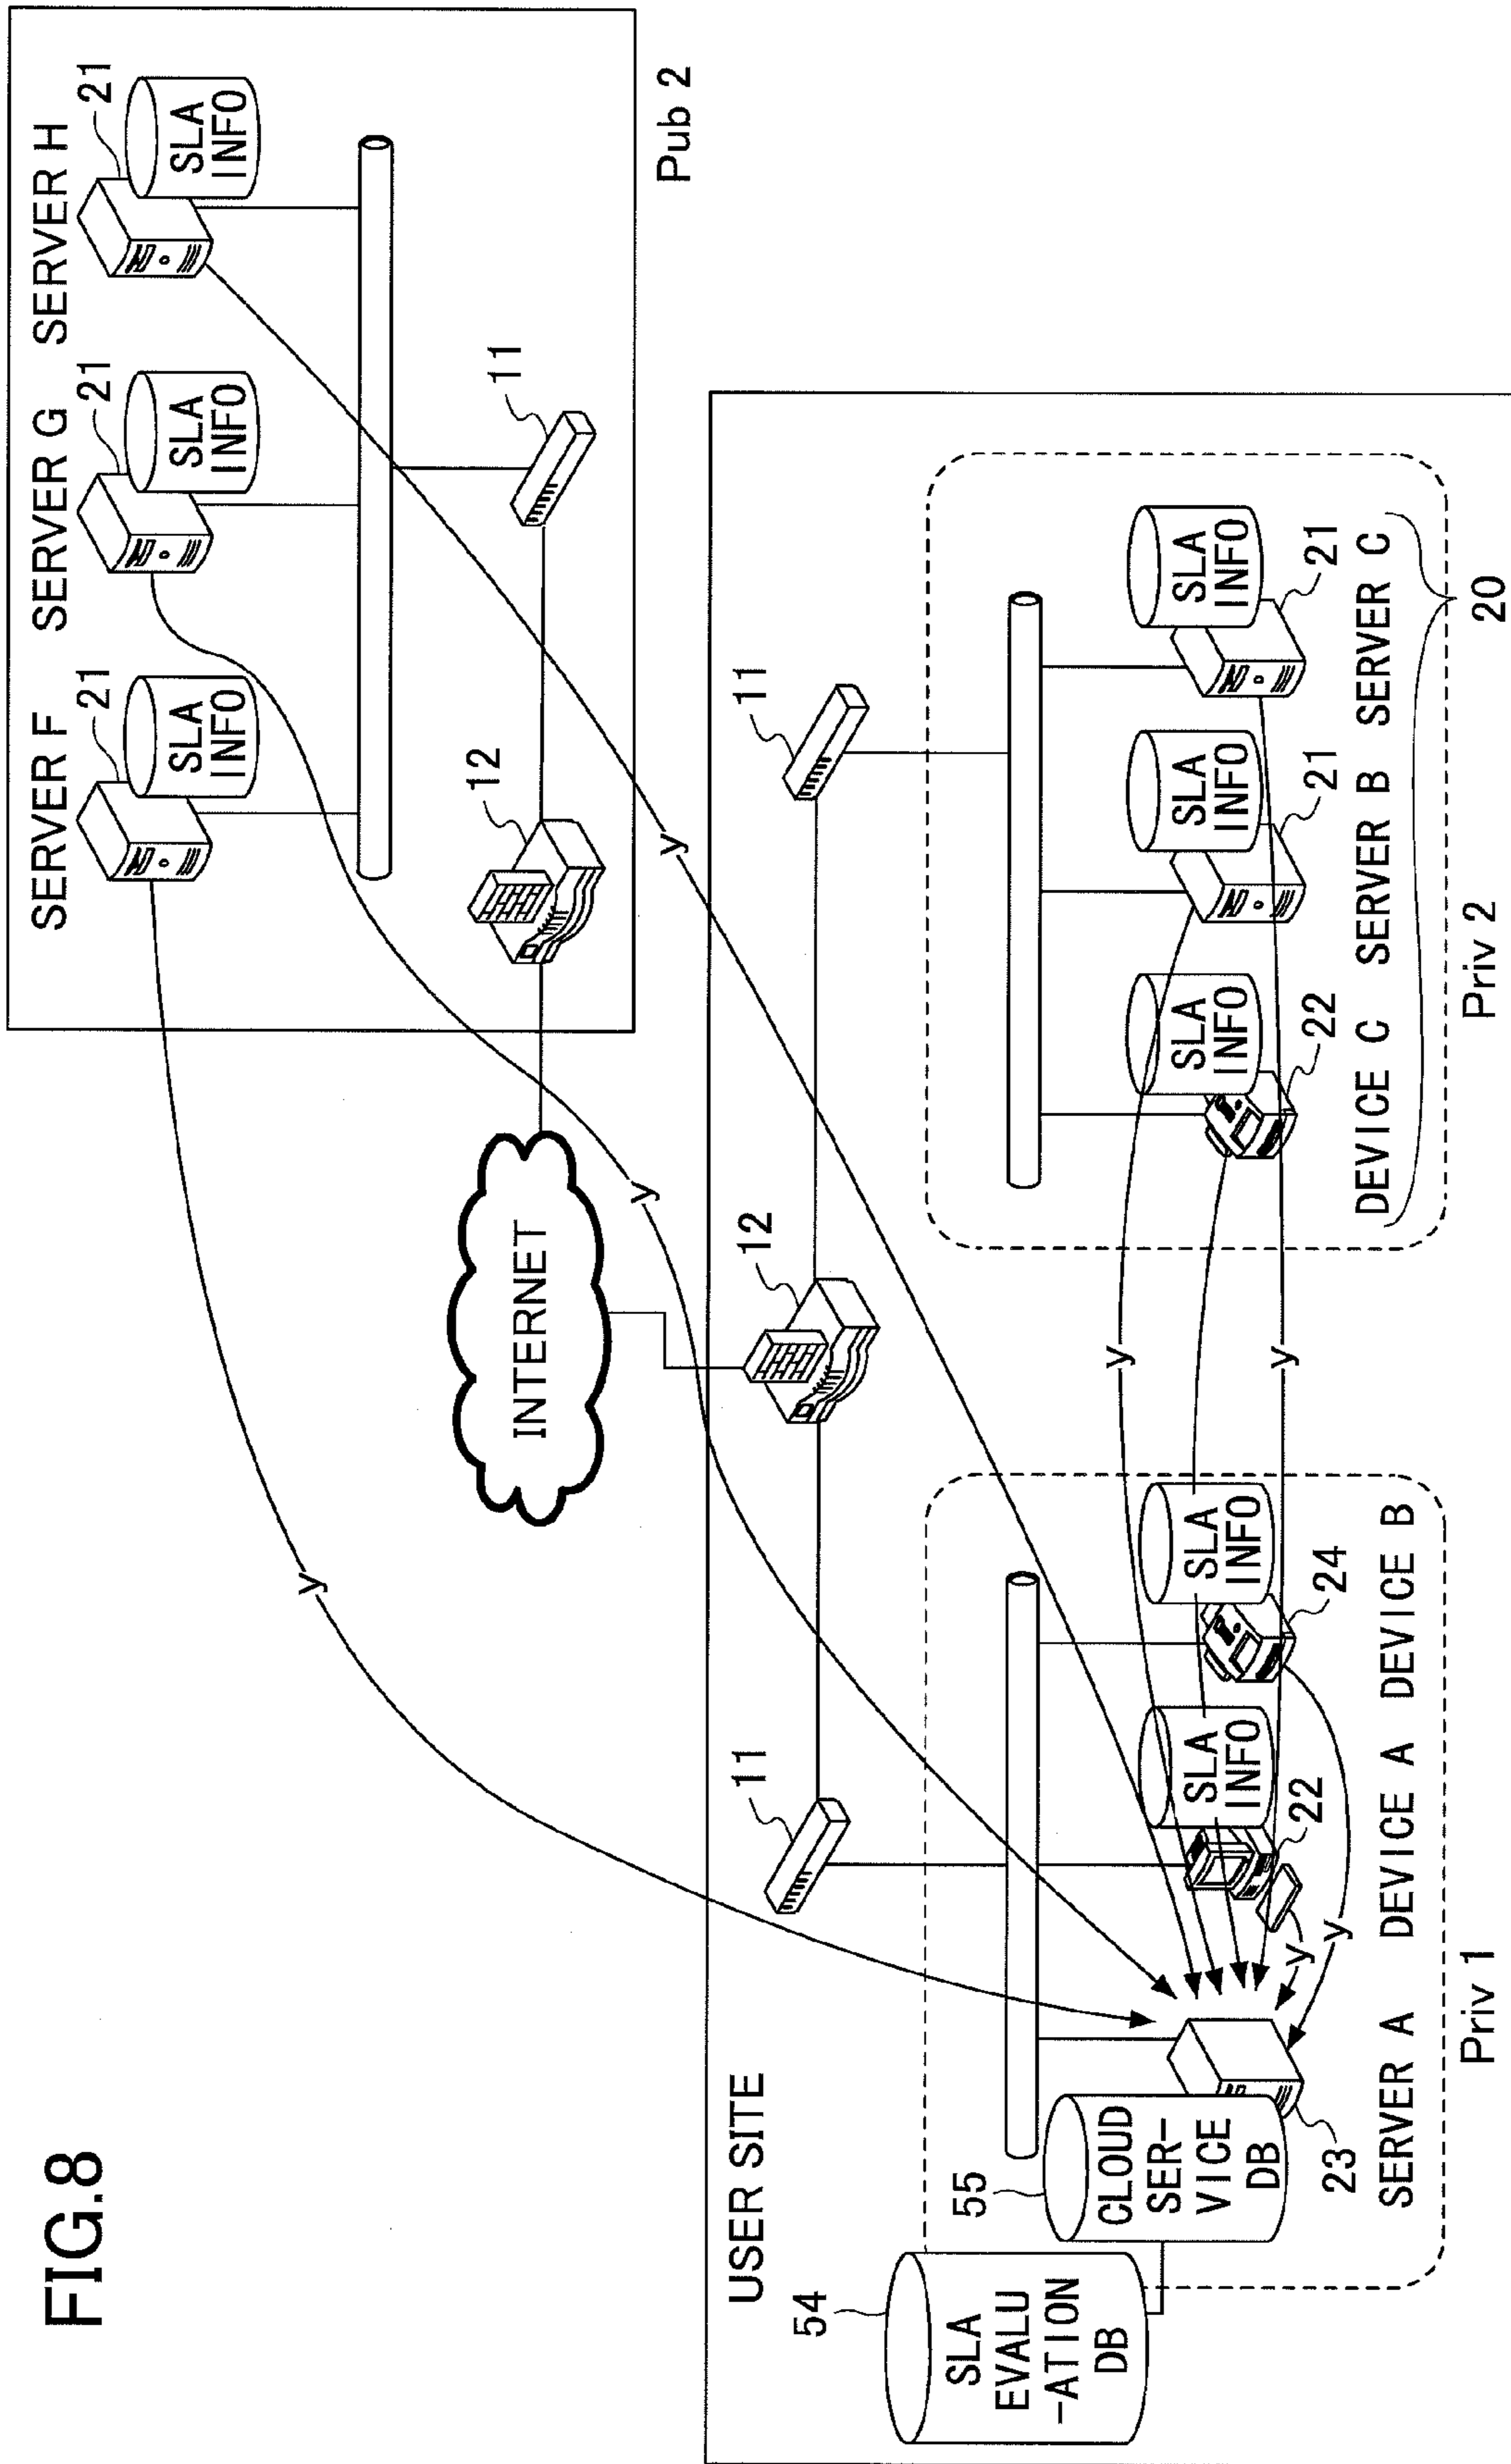 FIG.8
SERVER F
SERVER G
SERVER H
21
21
21
SLA
INFO
SLA
INFO
SLA
INFO
12
11
Pub 2
INTERNET
y
y
y
USER SITE
11
12
11
54
SLA
EVALU
-ATION
DB
55
CLOUD
SER-
VICE
DB
23
SLA
INFO
SLA
INFO
22
24
y
y
y
y
SLA
INFO
SLA
INFO
SLA
INFO
22
21
21
SERVER A
DEVICE A
DEVICE B
Priv 1
DEVICE C
SERVER B
SERVER C
20
Priv 2